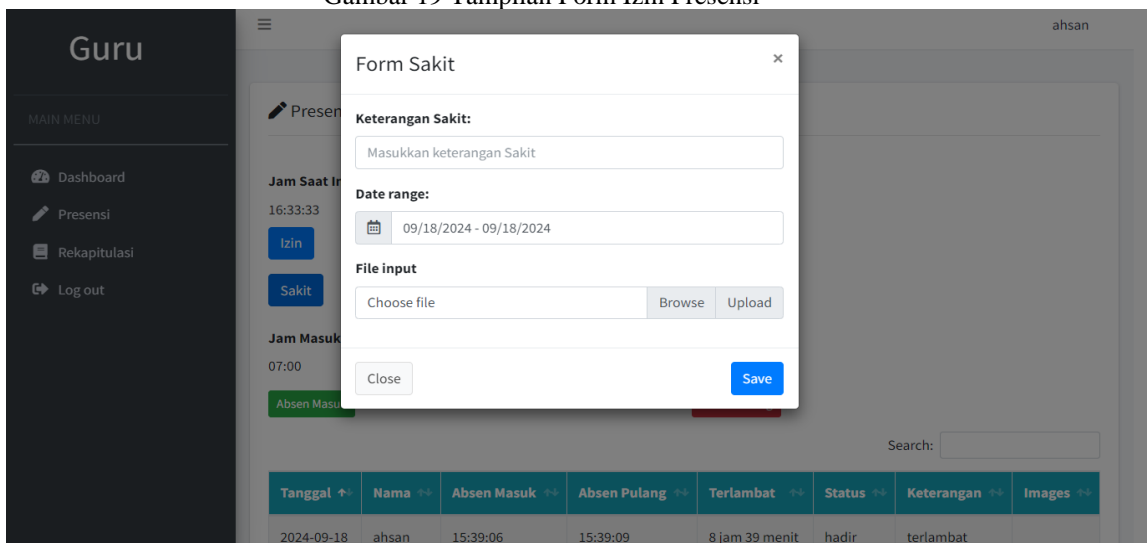 Gambar 19 Tampilan Form Izin Presensi
Guru
ahsan
MAIN MENU
Dashboard
Presensi
Rekapitulasi
Log out
Presen
Jam Saat In
16:33:33
Izin
Sakit
Jam Masuk
07:00
Absen Masu
Form Sakit
×
Keterangan Sakit:
Masukkan keterangan Sakit
Date range:
09/18/2024 - 09/18/2024
File input
Choose file Browse Upload
Close Save
Search:
Tanggal Nama Absen Masuk Absen Pulang Terlambat Status Keterangan Images
2024-09-18 ahsan 15:39:06 15:39:09 8 jam 39 menit hadir terlambat